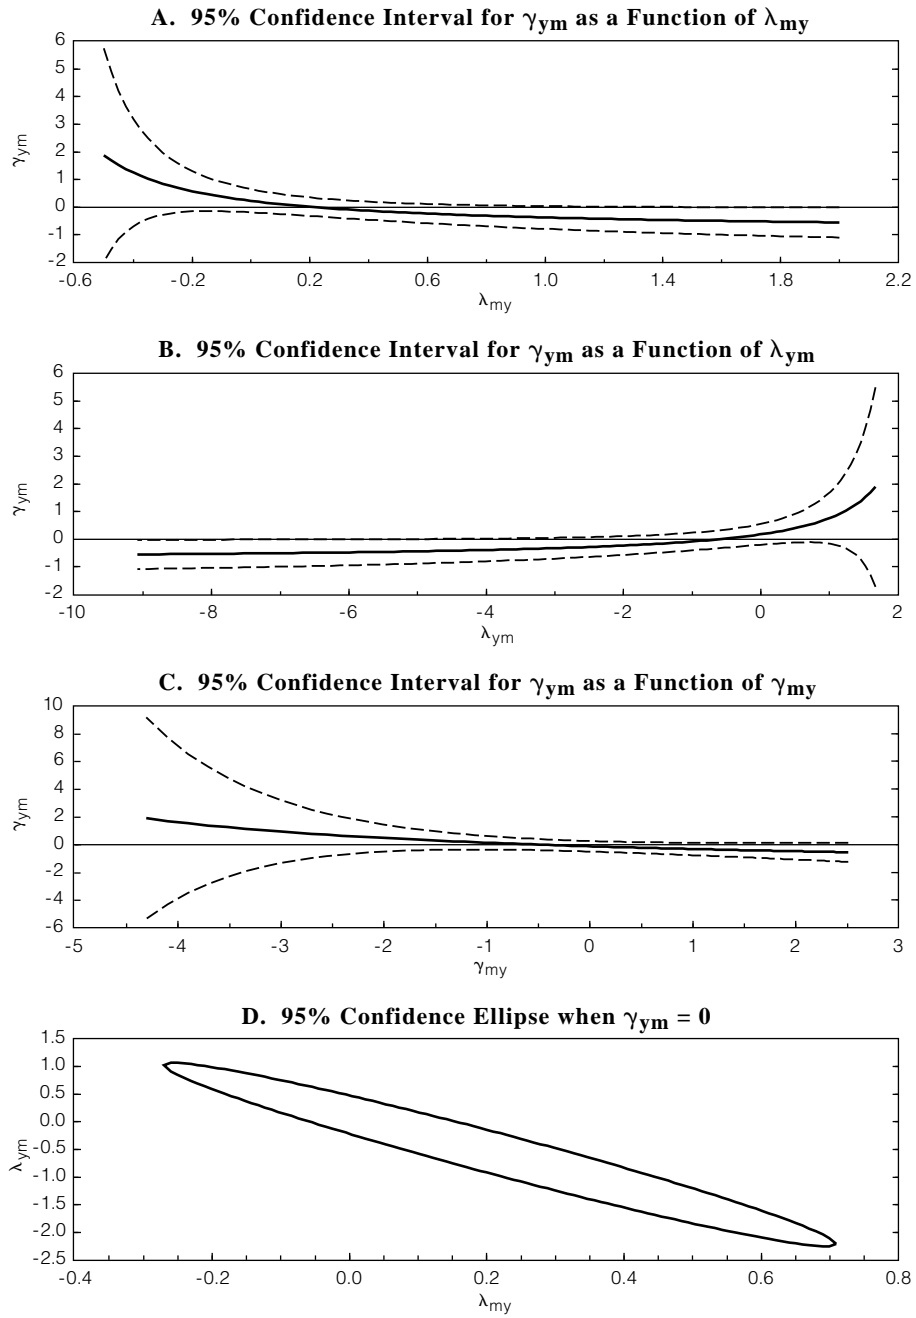 A. 95% Confidence Interval for γym as a Function of λmy
6
5
4
3
2
1
0
-1
-2
γym
-0.6 -0.2 0.2 0.6 1.0 1.4 1.8 2.2
λmy
B. 95% Confidence Interval for γym as a Function of λym
6
5
4
3
2
1
0
-1
-2
γym
-10 -8 -6 -4 -2 0 2
λym
C. 95% Confidence Interval for γym as a Function of γmy
10
8
6
4
2
0
-2
-4
-6
γym
-5 -4 -3 -2 -1 0 1 2 3
γmy
D. 95% Confidence Ellipse when γym = 0
1.5
1.0
0.5
0.0
-0.5
-1.0
-1.5
-2.0
-2.5
λym
-0.4 -0.2 0.0 0.2 0.4 0.6 0.8
λmy